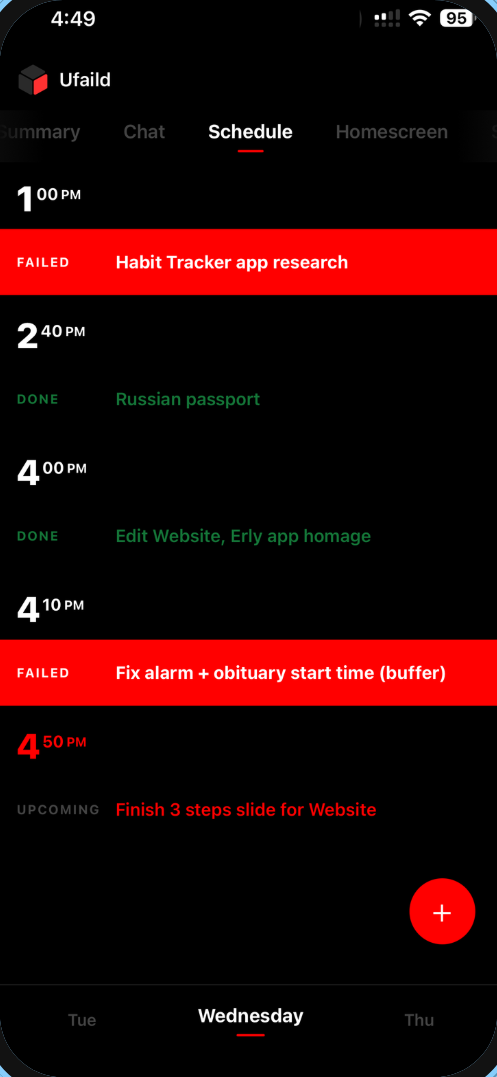 4:49
95
Ufaild
Summary Chat Schedule Homescreen
1 00 PM
FAILED Habit Tracker app research
2 40 PM
DONE Russian passport
4 00 PM
DONE Edit Website, Erly app homage
4 10 PM
FAILED Fix alarm + obituary start time (buffer)
4 50 PM
UPCOMING Finish 3 steps slide for Website
+
Tue Wednesday Thu